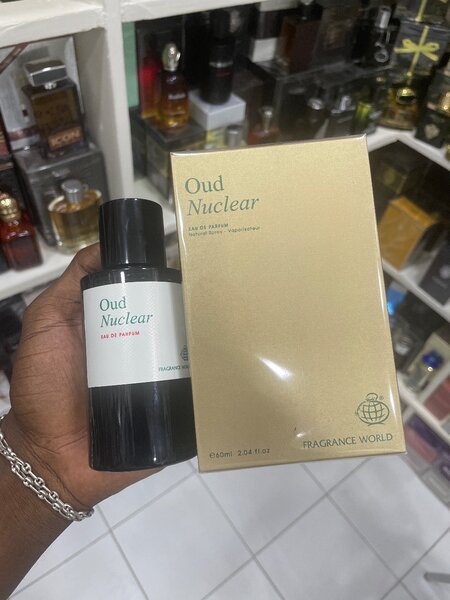 Oud
Nuclear
EAU DE PARFUM
Natural Spray . Vaporisateur
FRAGRANCE WORLD
℮60ml 2.04 fl.oz
Oud
Nuclear
EAU DE PARFUM
FRAGRANCE